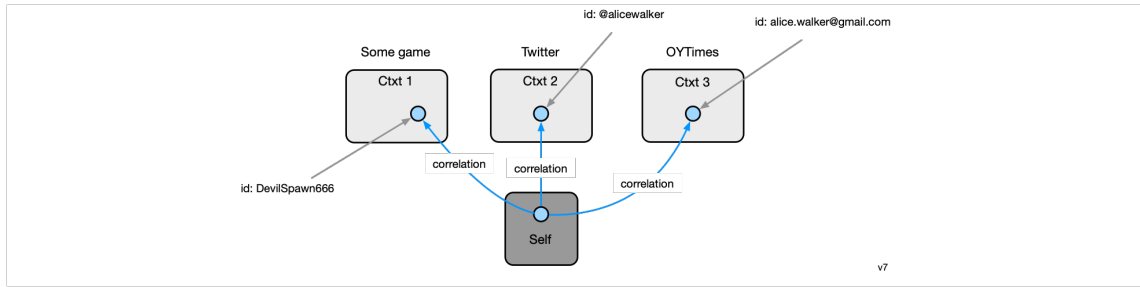 id: @alicewalker
id: alice.walker@gmail.com
Some game
Twitter
OYTimes
Ctxt 1
Ctxt 2
Ctxt 3
correlation
correlation
correlation
id: DevilSpawn666
Self
v7